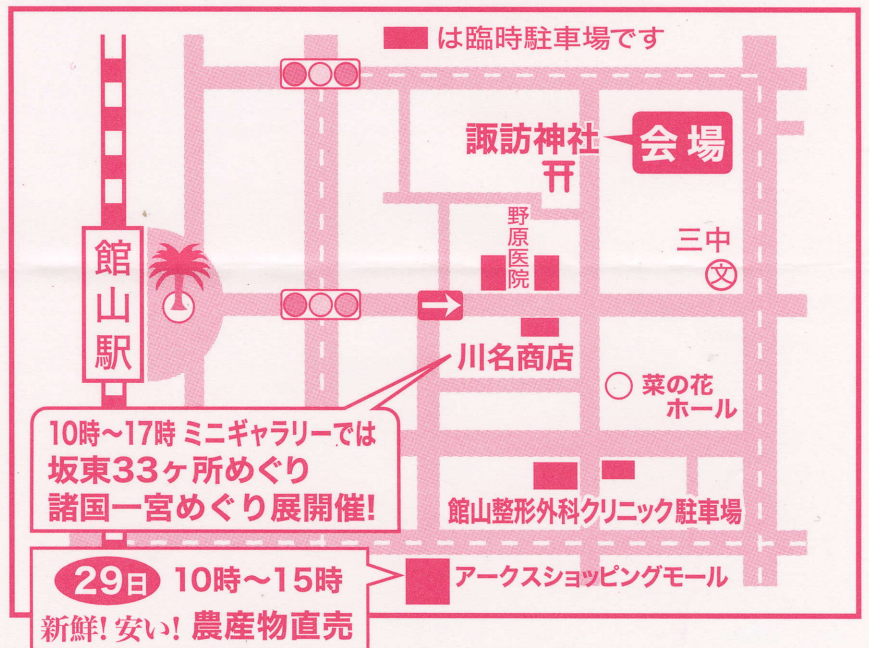 は臨時駐車場です
諏訪神社
会場
野原医院
三中
文
館山駅
川名商店
菜の花
ホール
10時～17時 ミニギャラリーでは
坂東33ヶ所めぐり
諸国一宮めぐり展開催!
館山整形外科クリニック駐車場
29日 10時～15時
アークスショッピングモール
新鮮! 安い! 農産物直売